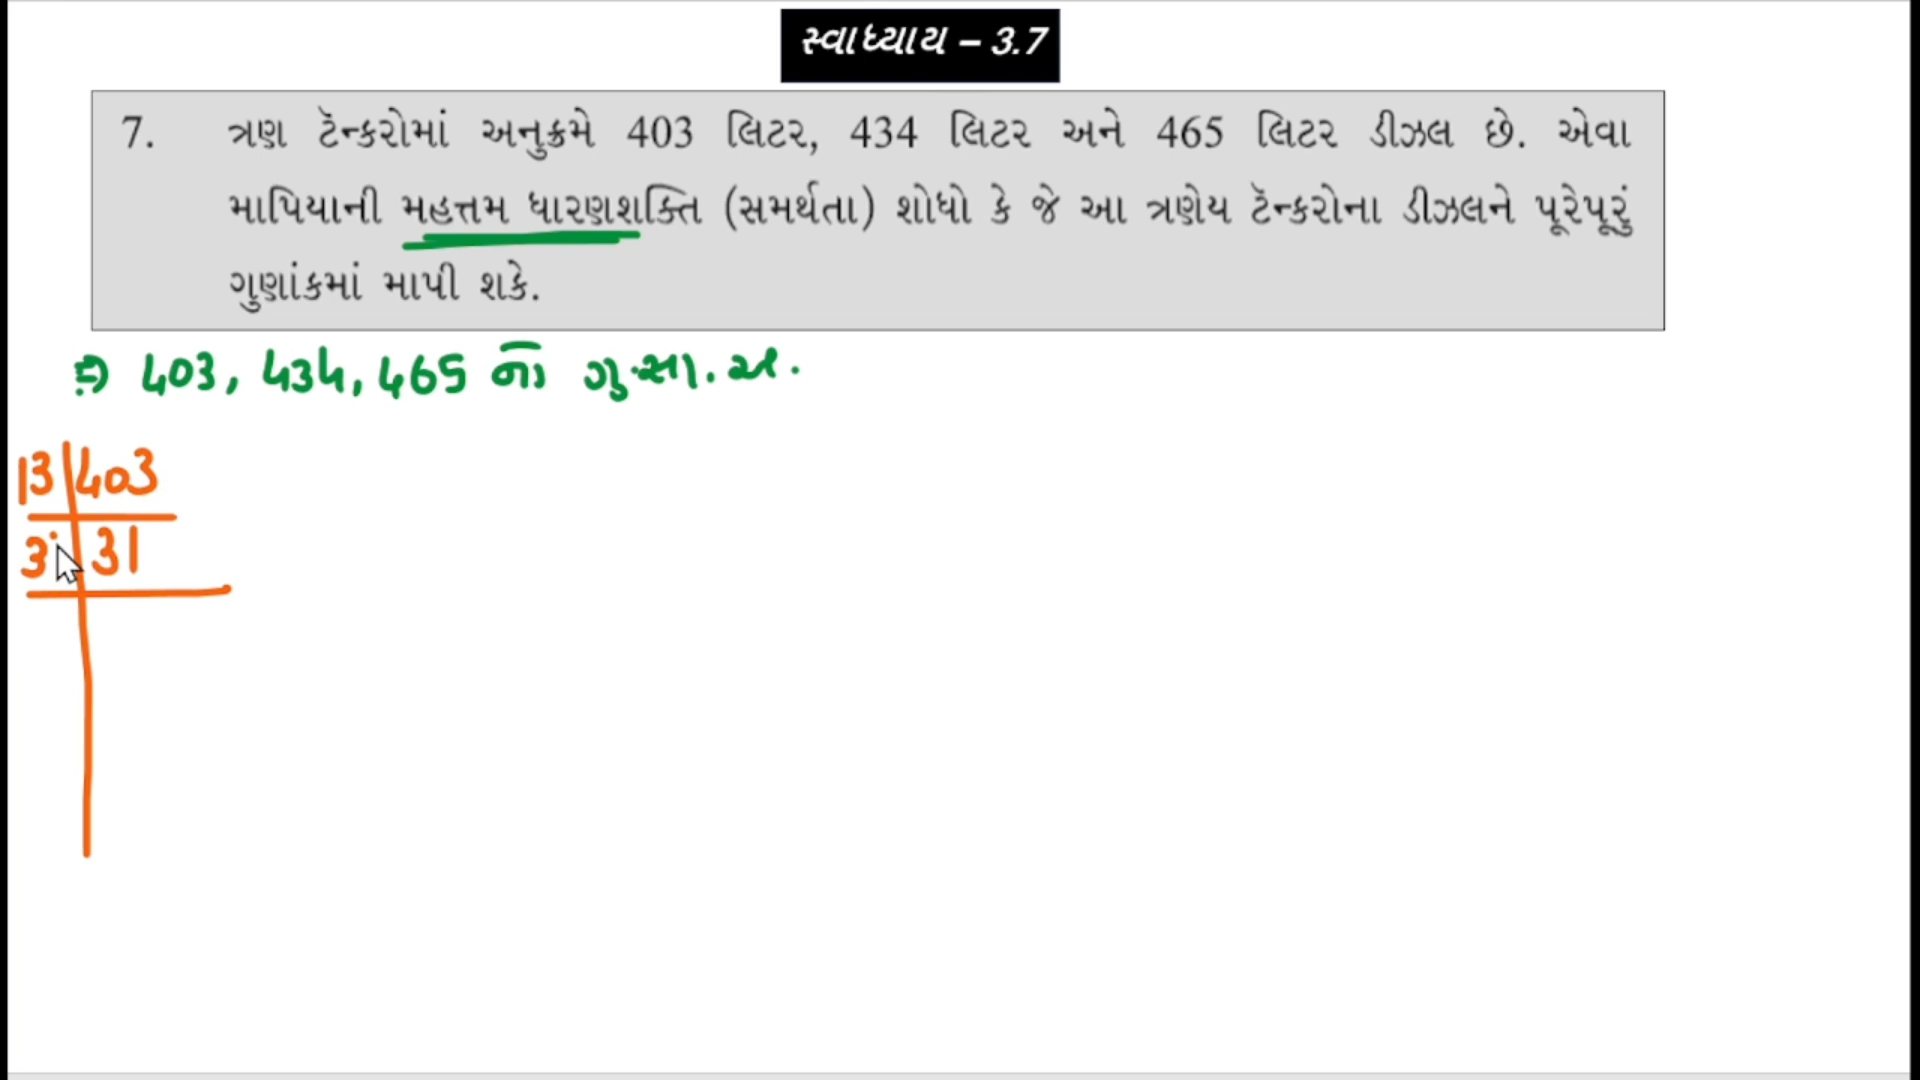 સ્વાધ્યાય – 3.7
7. ત્રણ ટૅન્કરોમાં અનુક્રમે 403 લિટર, 434 લિટર અને 465 લિટર ડીઝલ છે. એવા
માપિયાની મહત્તમ ધારણશક્તિ (સમર્થતા) શોધો કે જે આ ત્રણેય ટૅન્કરોના ડીઝલને પૂરેપૂરું
ગુણાંકમાં માપી શકે.
⇒ 403, 434, 465 નો ગુ.સા.અ.
13 403
31